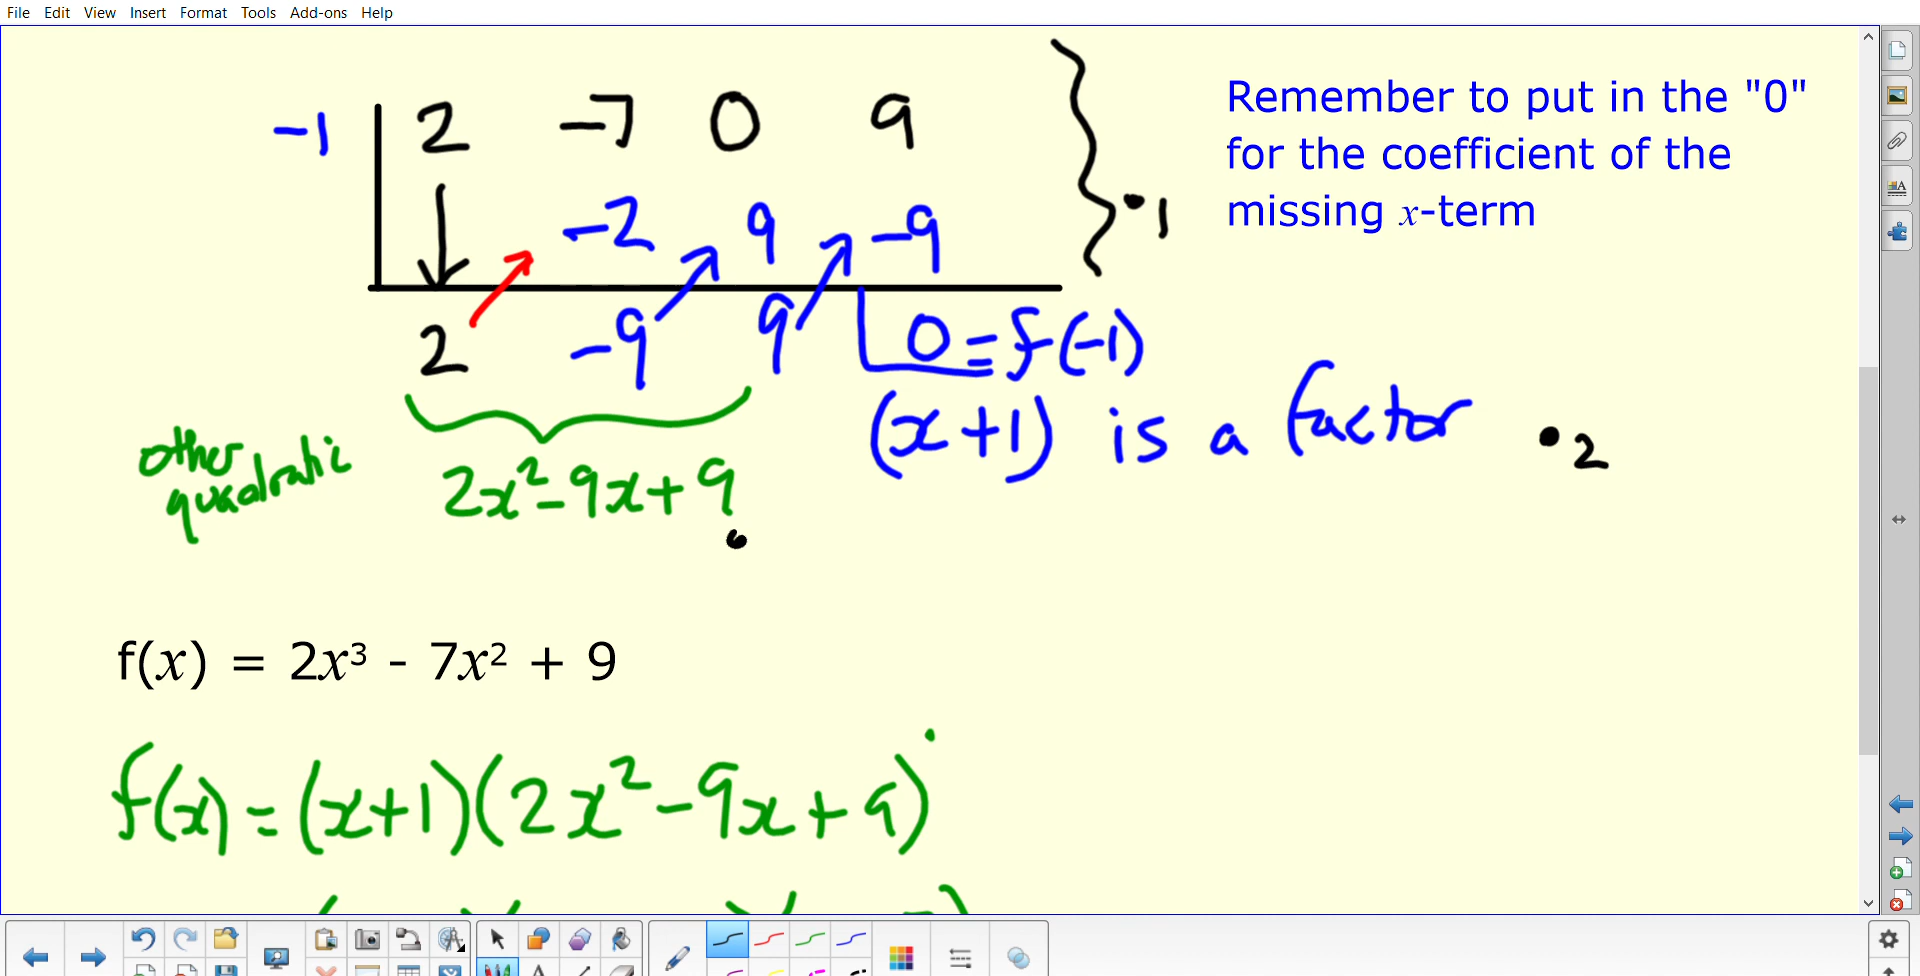 File Edit View Insert Format Tools Add-ons Help
-1 2 -7 0 9
-2 9 -9
2 -9 9 0 = f(-1)
•1
Remember to put in the "0"
for the coefficient of the
missing x-term
(x+1) is a factor •2
other
quadratic
2x² - 9x + 9
f(x) = 2x³ - 7x² + 9
f(x) = (x+1)(2x² - 9x + 9)